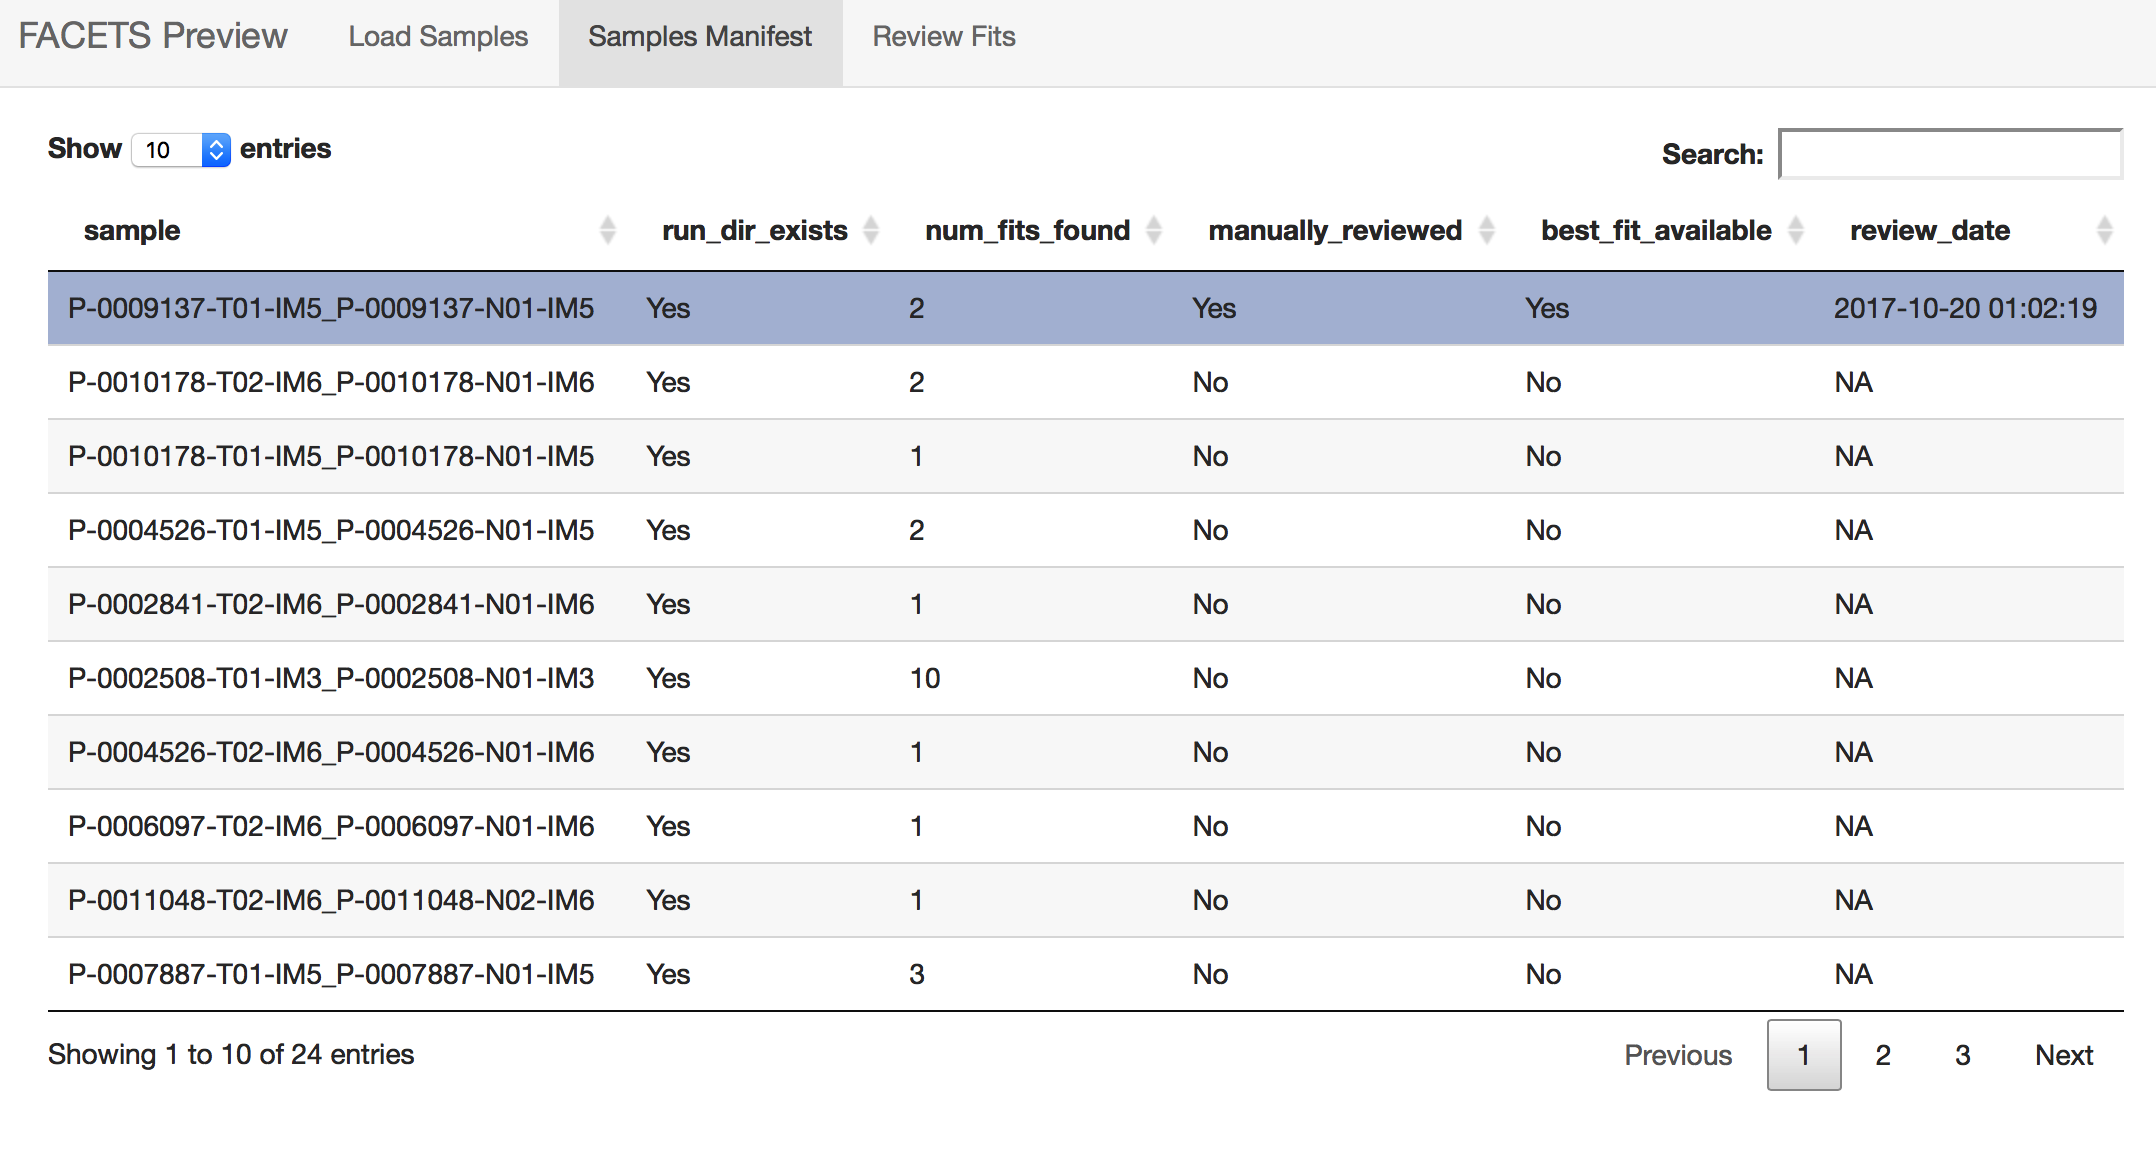 FACETS Preview Load Samples Samples Manifest Review Fits
Show 10 entries Search:
sample run_dir_exists num_fits_found manually_reviewed best_fit_available review_date
P-0009137-T01-IM5_P-0009137-N01-IM5 Yes 2 Yes Yes 2017-10-20 01:02:19
P-0010178-T02-IM6_P-0010178-N01-IM6 Yes 2 No No NA
P-0010178-T01-IM5_P-0010178-N01-IM5 Yes 1 No No NA
P-0004526-T01-IM5_P-0004526-N01-IM5 Yes 2 No No NA
P-0002841-T02-IM6_P-0002841-N01-IM6 Yes 1 No No NA
P-0002508-T01-IM3_P-0002508-N01-IM3 Yes 10 No No NA
P-0004526-T02-IM6_P-0004526-N01-IM6 Yes 1 No No NA
P-0006097-T02-IM6_P-0006097-N01-IM6 Yes 1 No No NA
P-0011048-T02-IM6_P-0011048-N02-IM6 Yes 1 No No NA
P-0007887-T01-IM5_P-0007887-N01-IM5 Yes 3 No No NA
Showing 1 to 10 of 24 entries Previous 1 2 3 Next